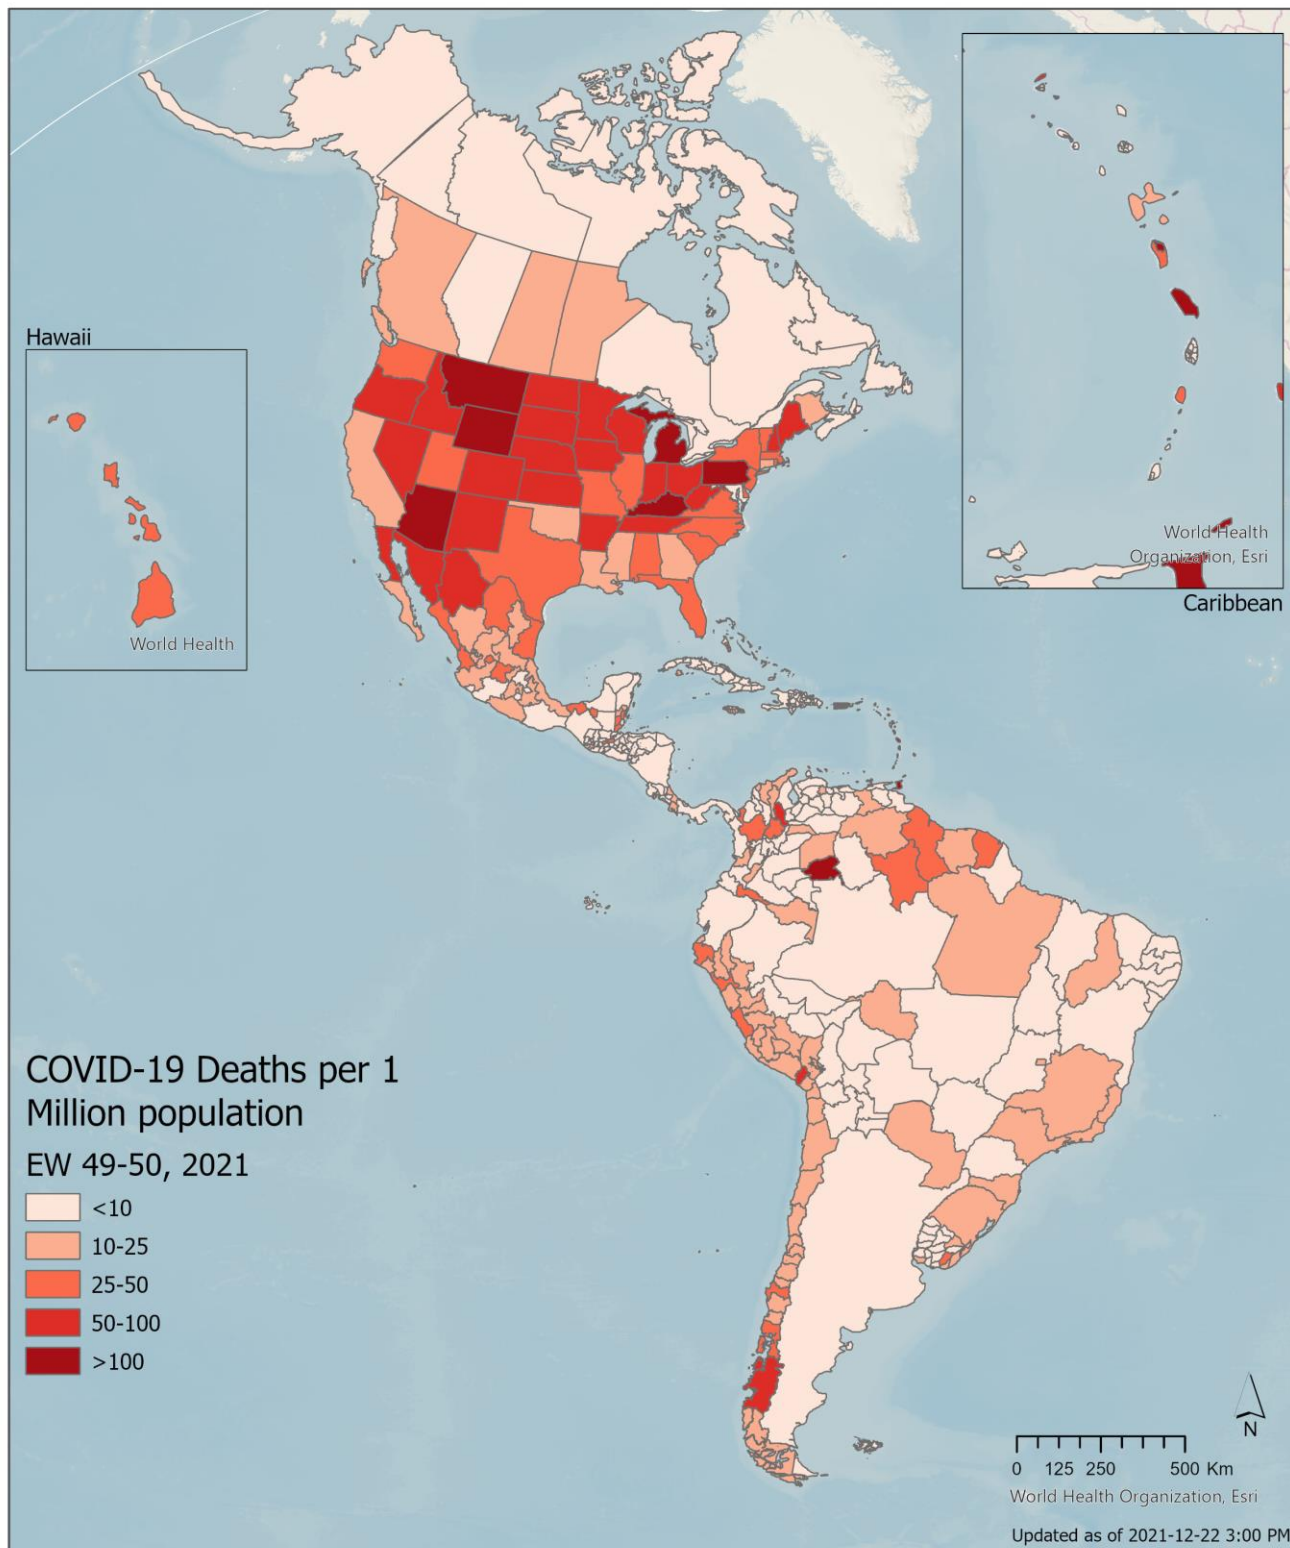 Hawaii
World Health
World Health
Organization, Esri
Caribbean
COVID-19 Deaths per 1
Million population
EW 49-50, 2021
<10
10-25
25-50
50-100
>100
N
0 125 250 500 Km
World Health Organization, Esri
Updated as of 2021-12-22 3:00 PM